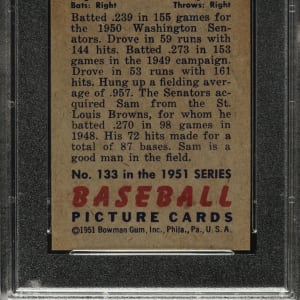 Bats: Right Throws: Right
Batted .239 in 155 games for
the 1950 Washington Sen-
ators. Drove in 59 runs with
144 hits. Batted .273 in 153
games in the 1949 campaign.
Drove in 53 runs with 161
hits. Hung up a fielding aver-
age of .957. The Senators ac-
quired Sam from the St.
Louis Browns, for whom he
batted .270 in 98 games in
1948. His 72 hits made for a
total of 87 bases. Sam is a
good man in the field.
No. 133 in the 1951 SERIES
BASEBALL
PICTURE CARDS
©1951 Bowman Gum, Inc., Phila., Pa., U. S. A.